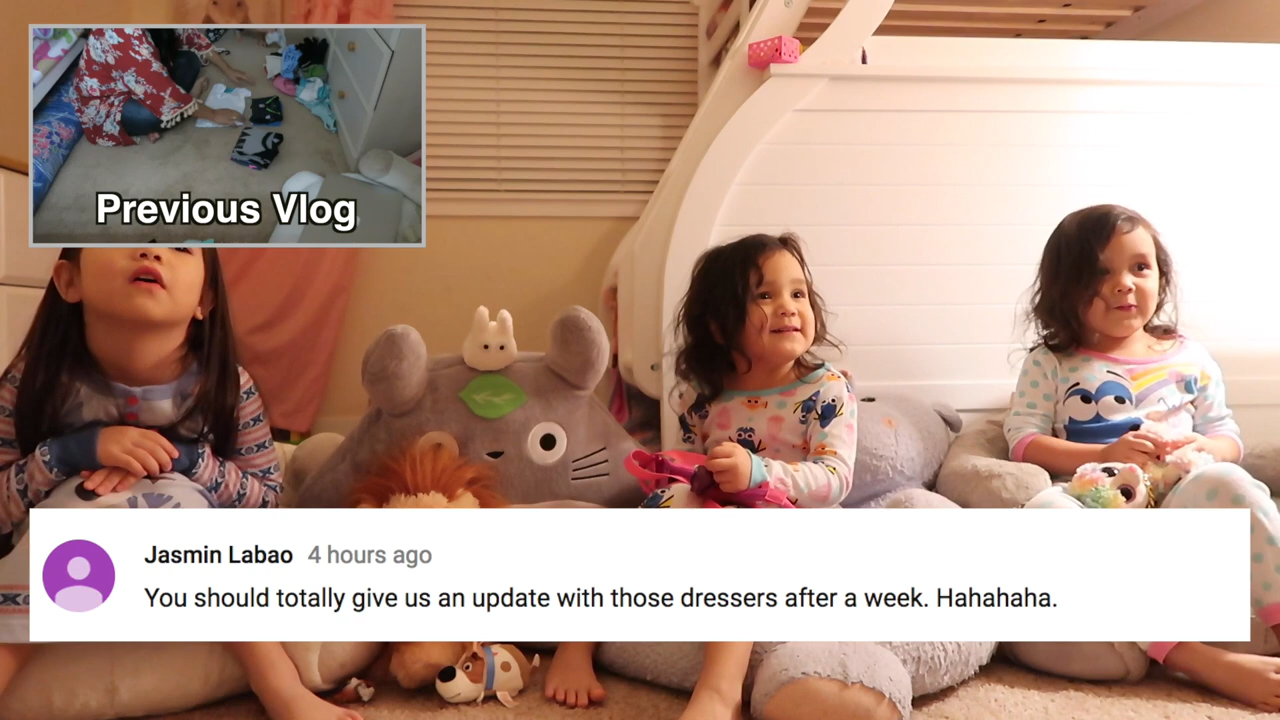 Previous Vlog
Jasmin Labao 4 hours ago
You should totally give us an update with those dressers after a week. Hahahaha.